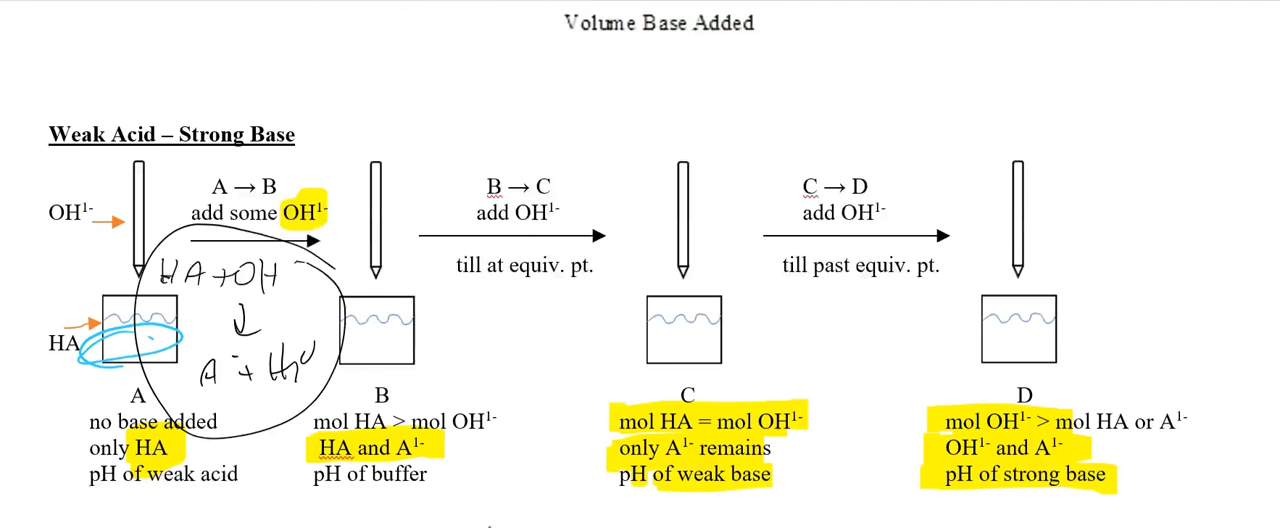 Volume Base Added
Weak Acid – Strong Base
A → B
add some OH¹⁻
B → C
add OH¹⁻
C → D
add OH¹⁻
OH¹⁻
till at equiv. pt.
till past equiv. pt.
HA + OH⁻
↓
A⁻ + H₂O
HA
A
no base added
only HA
pH of weak acid
B
mol HA > mol OH¹⁻
HA and A¹⁻
pH of buffer
C
mol HA = mol OH¹⁻
only A¹⁻ remains
pH of weak base
D
mol OH¹⁻ > mol HA or A¹⁻
OH¹⁻ and A¹⁻
pH of strong base